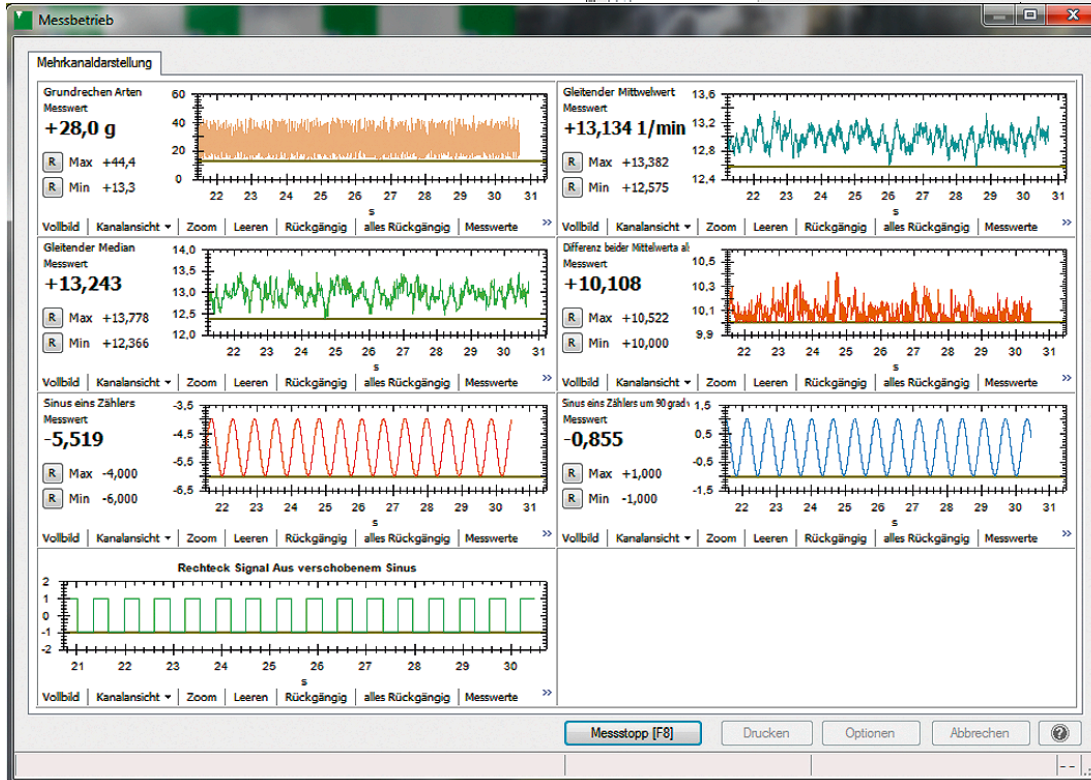 Messbetrieb
Mehrkanaldarstellung
Grundrechen Arten
Messwert
+28,0 g
R Max +44,4
R Min +13,3
60
40
20
0
22 23 24 25 26 27 28 29 30 31
s
Vollbild Kanalansicht Zoom Leeren Rückgängig alles Rückgängig Messwerte »
Gleitender Mittwelwert
Messwert
+13,134 1/min
R Max +13,382
R Min +12,575
13,6
13,2
12,8
12,4
22 23 24 25 26 27 28 29 30 31
s
Vollbild Kanalansicht Zoom Leeren Rückgängig alles Rückgängig Messwerte »
Gleitender Median
Messwert
+13,243
R Max +13,778
R Min +12,366
14,0
13,5
13,0
12,5
12,0
22 23 24 25 26 27 28 29 30 31
s
Vollbild Kanalansicht Zoom Leeren Rückgängig alles Rückgängig Messwerte »
Differenz beider Mittelwerta als
Messwert
+10,108
R Max +10,522
R Min +10,000
10,5
10,3
10,1
9,9
22 23 24 25 26 27 28 29 30 31
s
Vollbild Kanalansicht Zoom Leeren Rückgängig alles Rückgängig Messwerte »
Sinus eins Zählers
Messwert
-5,519
R Max -4,000
R Min -6,000
-3,5
-4,5
-5,5
-6,5
22 23 24 25 26 27 28 29 30 31
s
Vollbild Kanalansicht Zoom Leeren Rückgängig alles Rückgängig Messwerte »
Sinus eins Zählers um 90 grad
Messwert
-0,855
R Max +1,000
R Min -1,000
1,5
0,5
-0,5
-1,5
22 23 24 25 26 27 28 29 30 31
s
Vollbild Kanalansicht Zoom Leeren Rückgängig alles Rückgängig Messwerte »
Rechteck Signal Aus verschobenem Sinus
2
1
0
-1
-2
21 22 23 24 25 26 27 28 29 30
s
Vollbild Kanalansicht Zoom Leeren Rückgängig alles Rückgängig Messwerte »
Messstopp [F8] Drucken Optionen Abbrechen ?
--